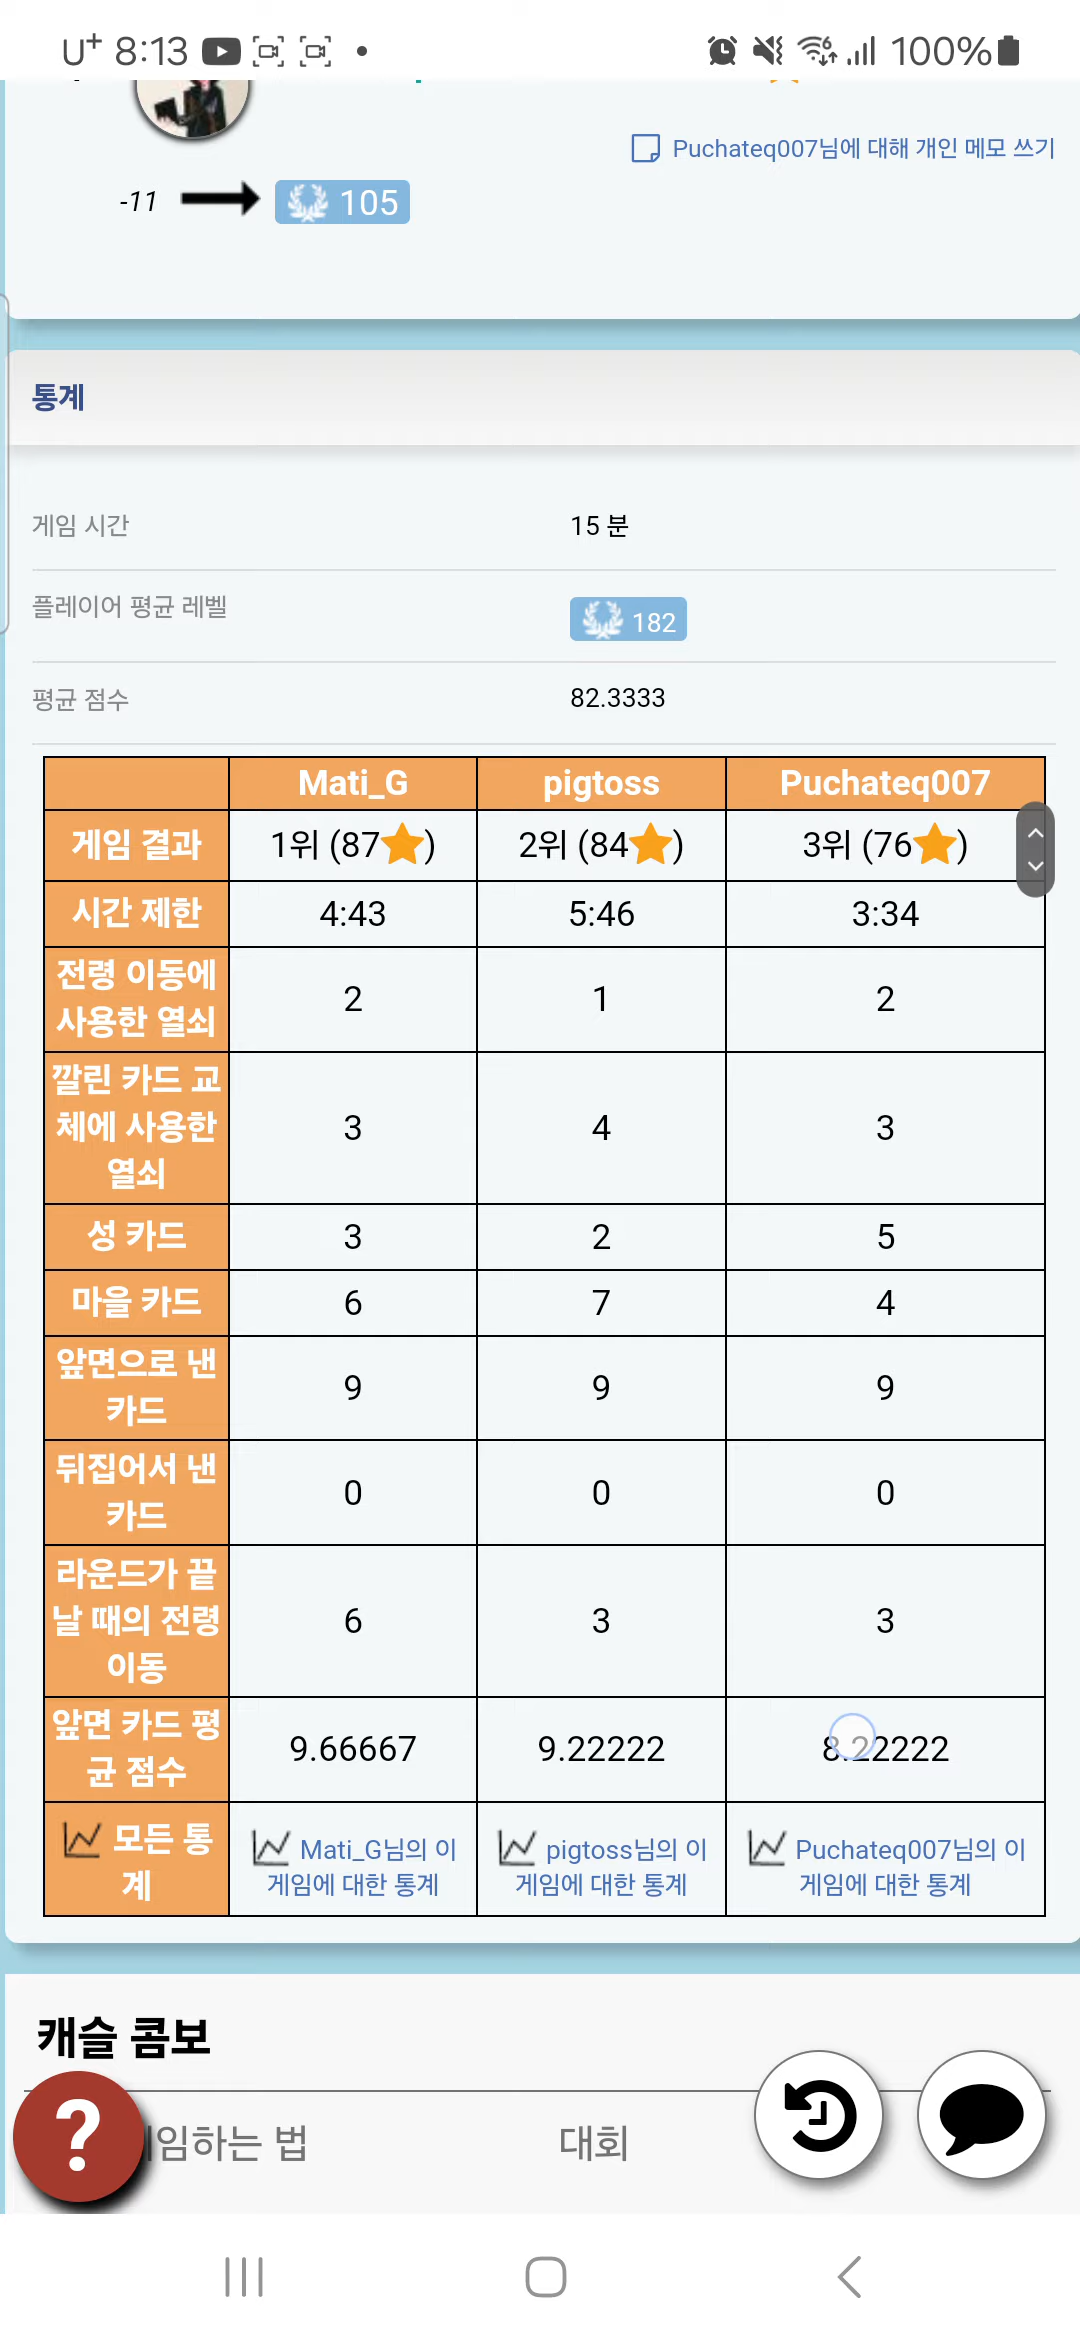 U+ 8:13 100%
Puchateq007님에 대해 개인 메모 쓰기
-11 105
통계
게임 시간 15 분
플레이어 평균 레벨 182
평균 점수 82.3333
Mati_G pigtoss Puchateq007
게임 결과 1위 (87) 2위 (84) 3위 (76)
시간 제한 4:43 5:46 3:34
전령 이동에
사용한 열쇠 2 1 2
깔린 카드 교
체에 사용한 3 4 3
열쇠
성 카드 3 2 5
마을 카드 6 7 4
앞면으로 낸
카드 9 9 9
뒤집어서 낸
카드 0 0 0
라운드가 끝
날 때의 전령 6 3 3
이동
앞면 카드 평
균 점수 9.66667 9.22222 8.22222
모든 통
계
Mati_G님의 이
게임에 대한 통계
pigtoss님의 이
게임에 대한 통계
Puchateq007님의 이
게임에 대한 통계
캐슬 콤보
?
임하는 법 대회